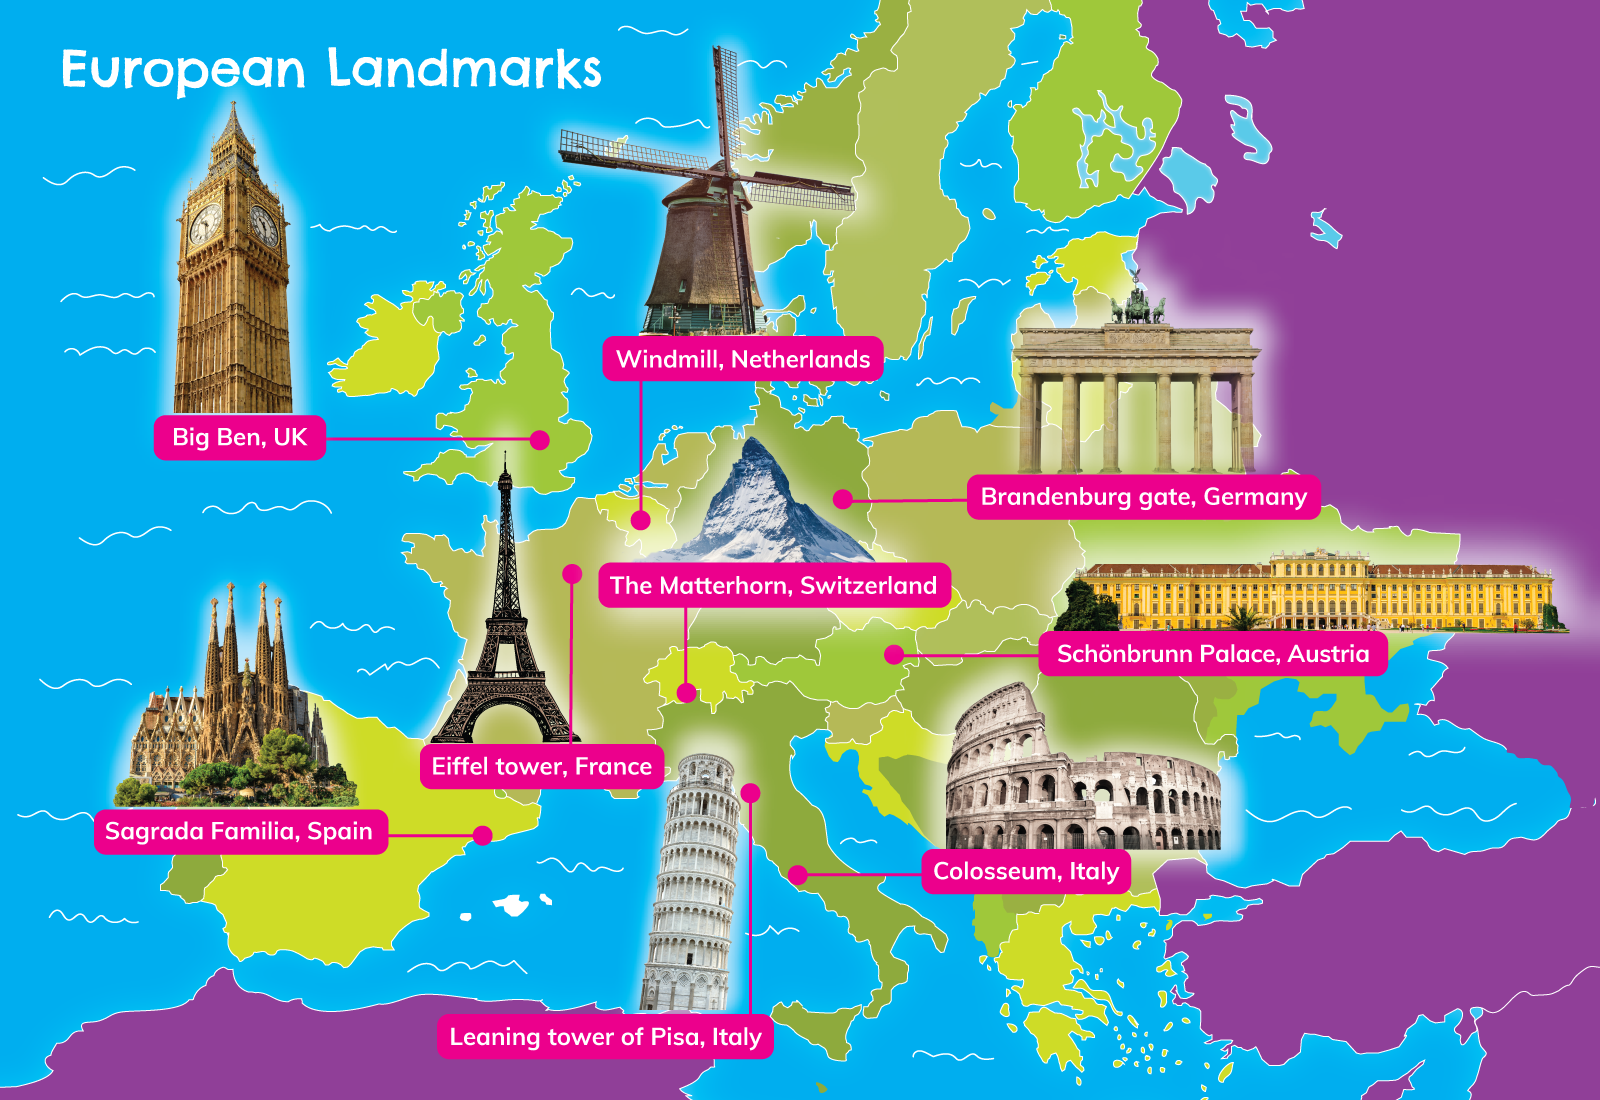 European Landmarks
Windmill, Netherlands
Big Ben, UK
Brandenburg gate, Germany
The Matterhorn, Switzerland
Schönbrunn Palace, Austria
Eiffel tower, France
Sagrada Familia, Spain
Colosseum, Italy
Leaning tower of Pisa, Italy